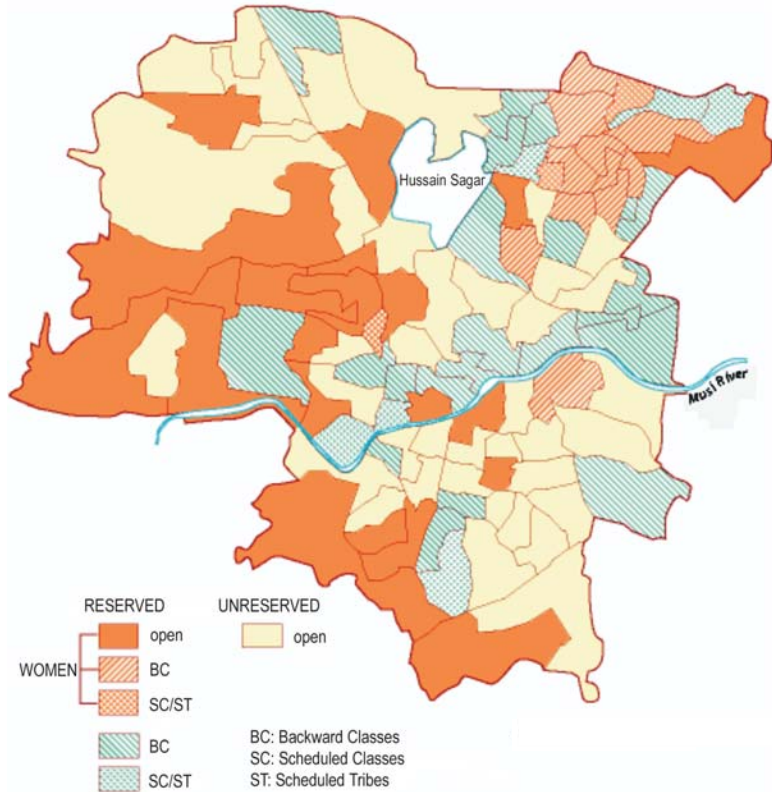 Hussain Sagar
Musi River
RESERVED
UNRESERVED
open
open
WOMEN
BC
SC/ST
BC
SC/ST
BC: Backward Classes
SC: Scheduled Classes
ST: Scheduled Tribes